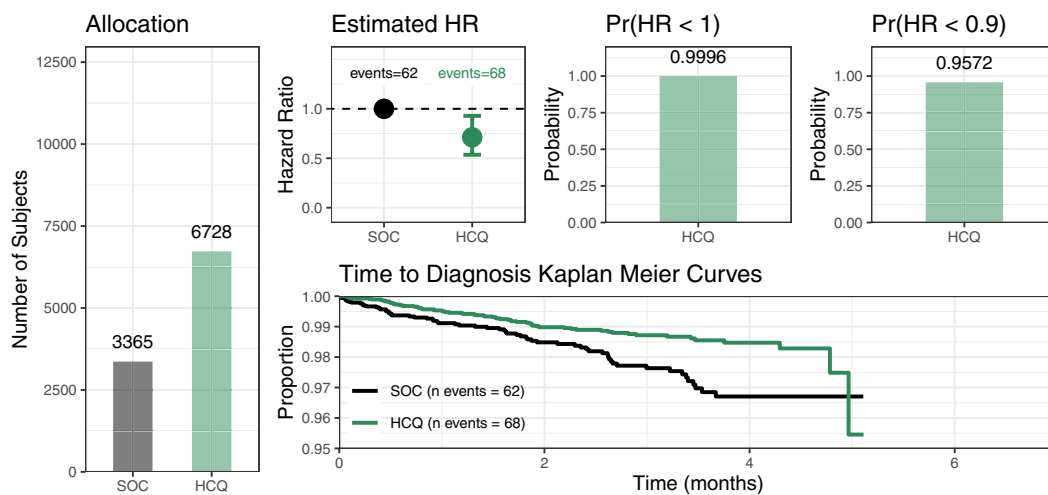 Allocation
Number of Subjects
12500
10000
7500
5000
2500
0
3365
6728
SOC
HCQ
Estimated HR
Hazard Ratio
events=62
events=68
1.0
0.5
0.0
SOC
HCQ
Pr(HR < 1)
Probability
0.9996
1.00
0.75
0.50
0.25
0.00
HCQ
Pr(HR < 0.9)
Probability
0.9572
1.00
0.75
0.50
0.25
0.00
HCQ
Time to Diagnosis Kaplan Meier Curves
Proportion
1.00
0.99
0.98
0.97
0.96
0.95
SOC (n events = 62)
HCQ (n events = 68)
0
2
4
6
Time (months)